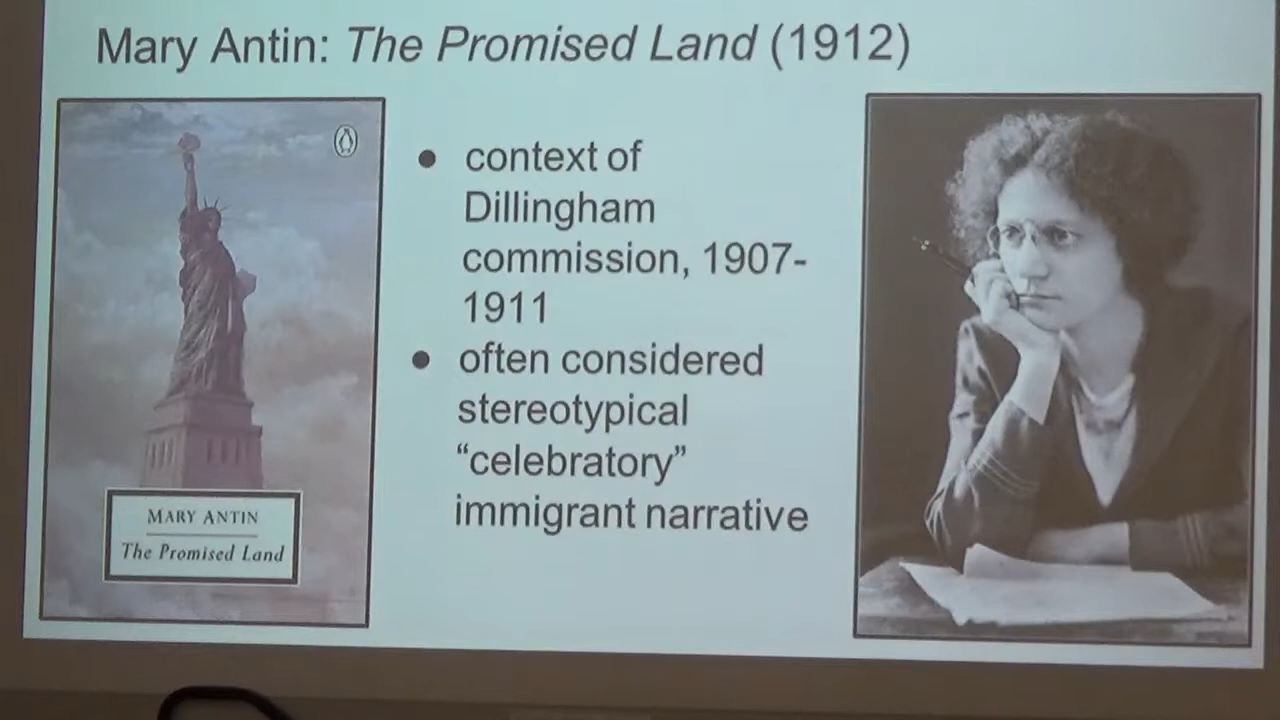 Mary Antin: The Promised Land (1912)
context of
Dillingham
commission, 1907-
1911
often considered
stereotypical
“celebratory”
immigrant narrative
MARY ANTIN
The Promised Land